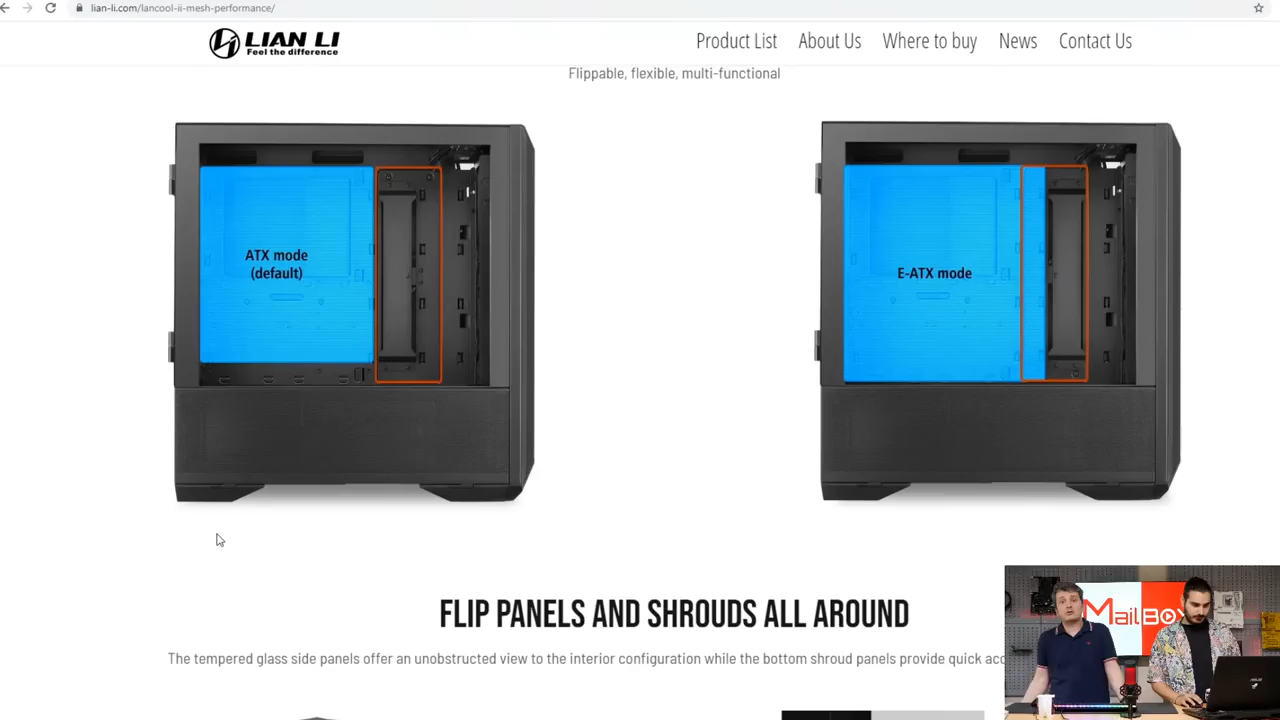 lian-li.com/lancool-ii-mesh-performance/
LIAN LI
Feel the difference
Product List
About Us
Where to buy
News
Contact Us
Flippable, flexible, multi-functional
ATX mode
(default)
E-ATX mode
FLIP PANELS AND SHROUDS ALL AROUND
The tempered glass side panels offer an unobstructed view to the interior configuration while the bottom shroud panels provide quick
MailBox
ASUS